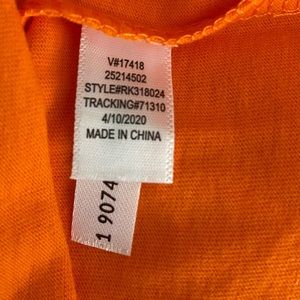 V#17418
25214502
STYLE#RK318024
TRACKING#71310
4/10/2020
MADE IN CHINA
1 9074